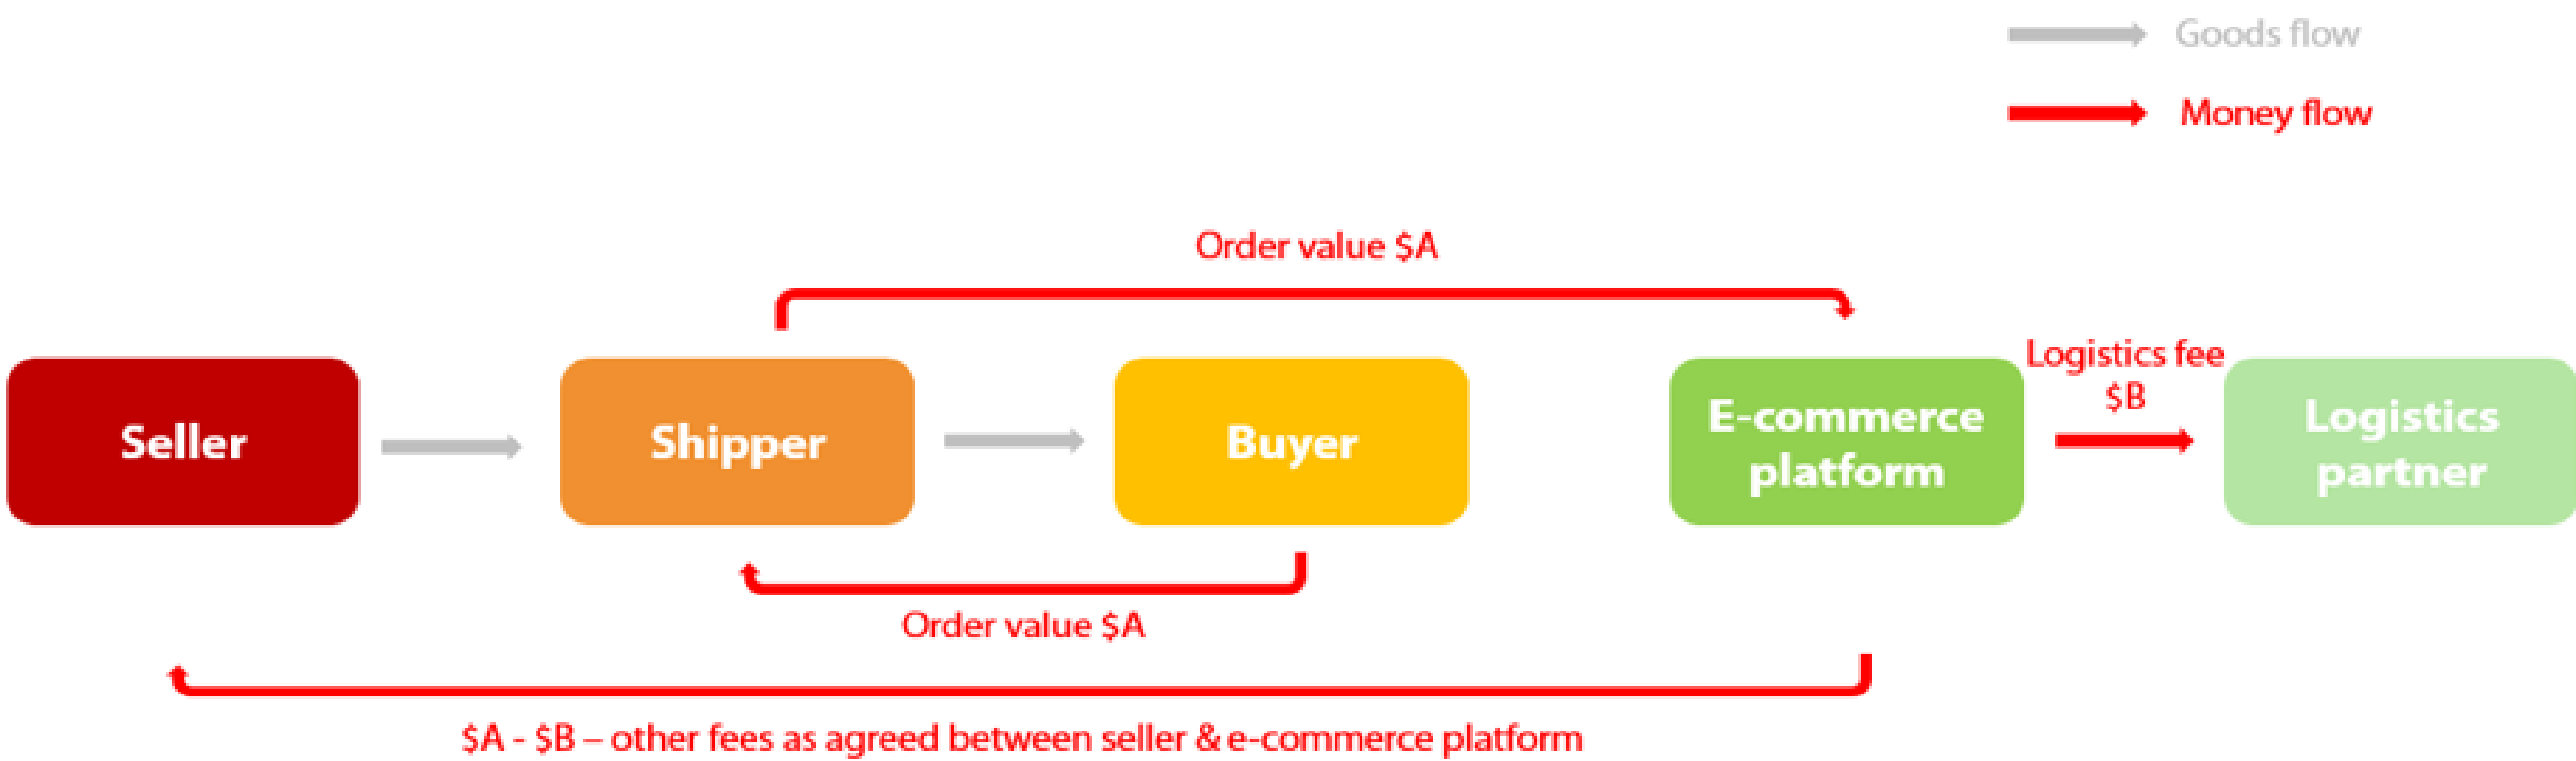 Goods flow
Money flow
Order value $A
Logistics fee
$B
Seller
Shipper
Buyer
E-commerce
platform
Logistics
partner
Order value $A
$A - $B – other fees as agreed between seller & e-commerce platform